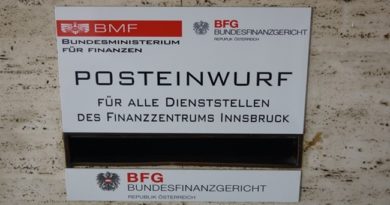 BMF
BUNDESMINISTERIUM
FÜR FINANZEN
BFG
BUNDESFINANZGERICHT
REPUBLIK ÖSTERREICH
POSTEINWURF
FÜR ALLE DIENSTSTELLEN
DES FINANZZENTRUMS INNSBRUCK
BFG
BUNDESFINANZGERICHT
REPUBLIK ÖSTERREICH